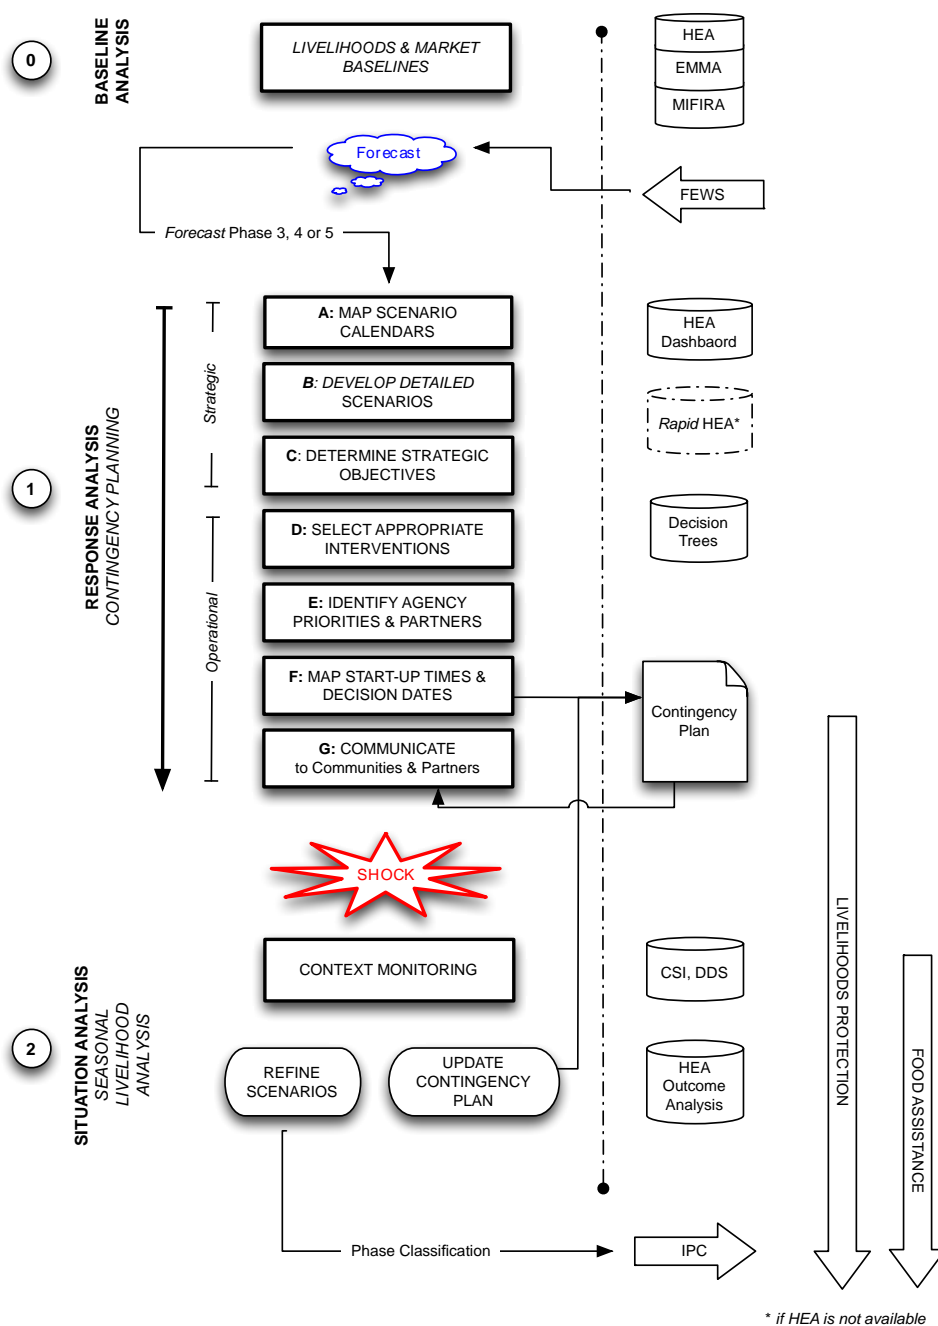 0
BASELINE
ANALYSIS
LIVELIHOODS & MARKET
BASELINES
HEA
EMMA
MIFIRA
Forecast
FEWS
Forecast Phase 3, 4 or 5
1
RESPONSE ANALYSIS
CONTINGENCY PLANNING
Strategic
Operational
A: MAP SCENARIO
CALENDARS
HEA
Dashbaord
B: DEVELOP DETAILED
SCENARIOS
Rapid HEA*
C: DETERMINE STRATEGIC
OBJECTIVES
D: SELECT APPROPRIATE
INTERVENTIONS
Decision
Trees
E: IDENTIFY AGENCY
PRIORITIES & PARTNERS
F: MAP START-UP TIMES &
DECISION DATES
Contingency
Plan
G: COMMUNICATE
to Communities & Partners
SHOCK
2
SITUATION ANALYSIS
SEASONAL
LIVELIHOOD
ANALYSIS
CONTEXT MONITORING
CSI, DDS
REFINE
SCENARIOS
UPDATE
CONTINGENCY
PLAN
HEA
Outcome
Analysis
LIVELIHOODS PROTECTION
FOOD ASSISTANCE
Phase Classification
IPC
* if HEA is not available